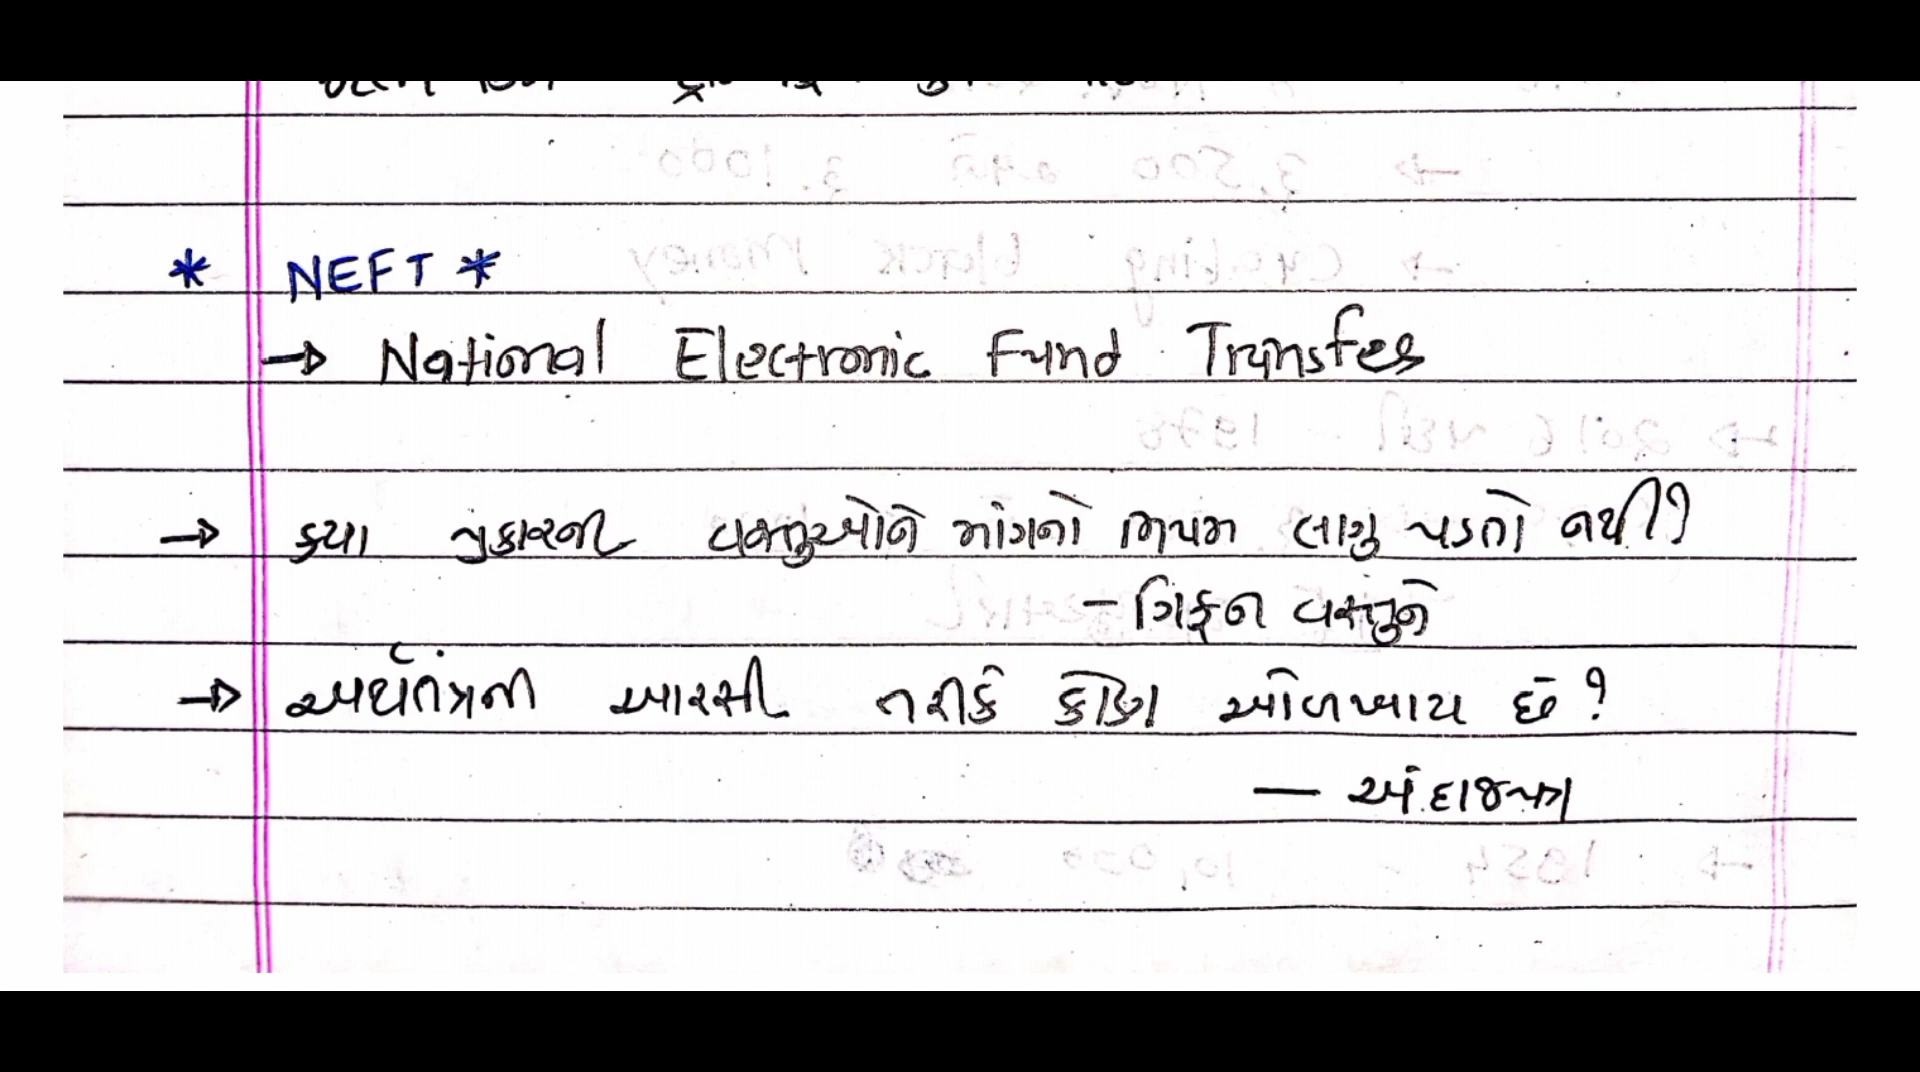 * NEFT *
→ National Electronic Fund Transfer
→ કયા પ્રકારની વસ્તુઓને માંગનો નિયમ લાગુ પડતો નથી?
- ગિફન વસ્તુને
→ અર્થતંત્રની આરસી તરીકે કોણ ઓળખાય છે?
— અંદાજપત્ર